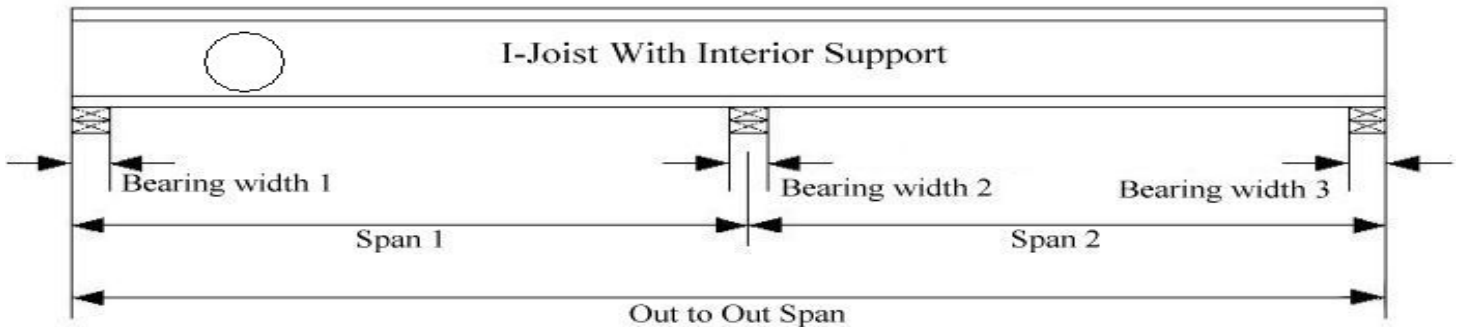 I-Joist With Interior Support
Bearing width 1
Bearing width 2
Bearing width 3
Span 1
Span 2
Out to Out Span